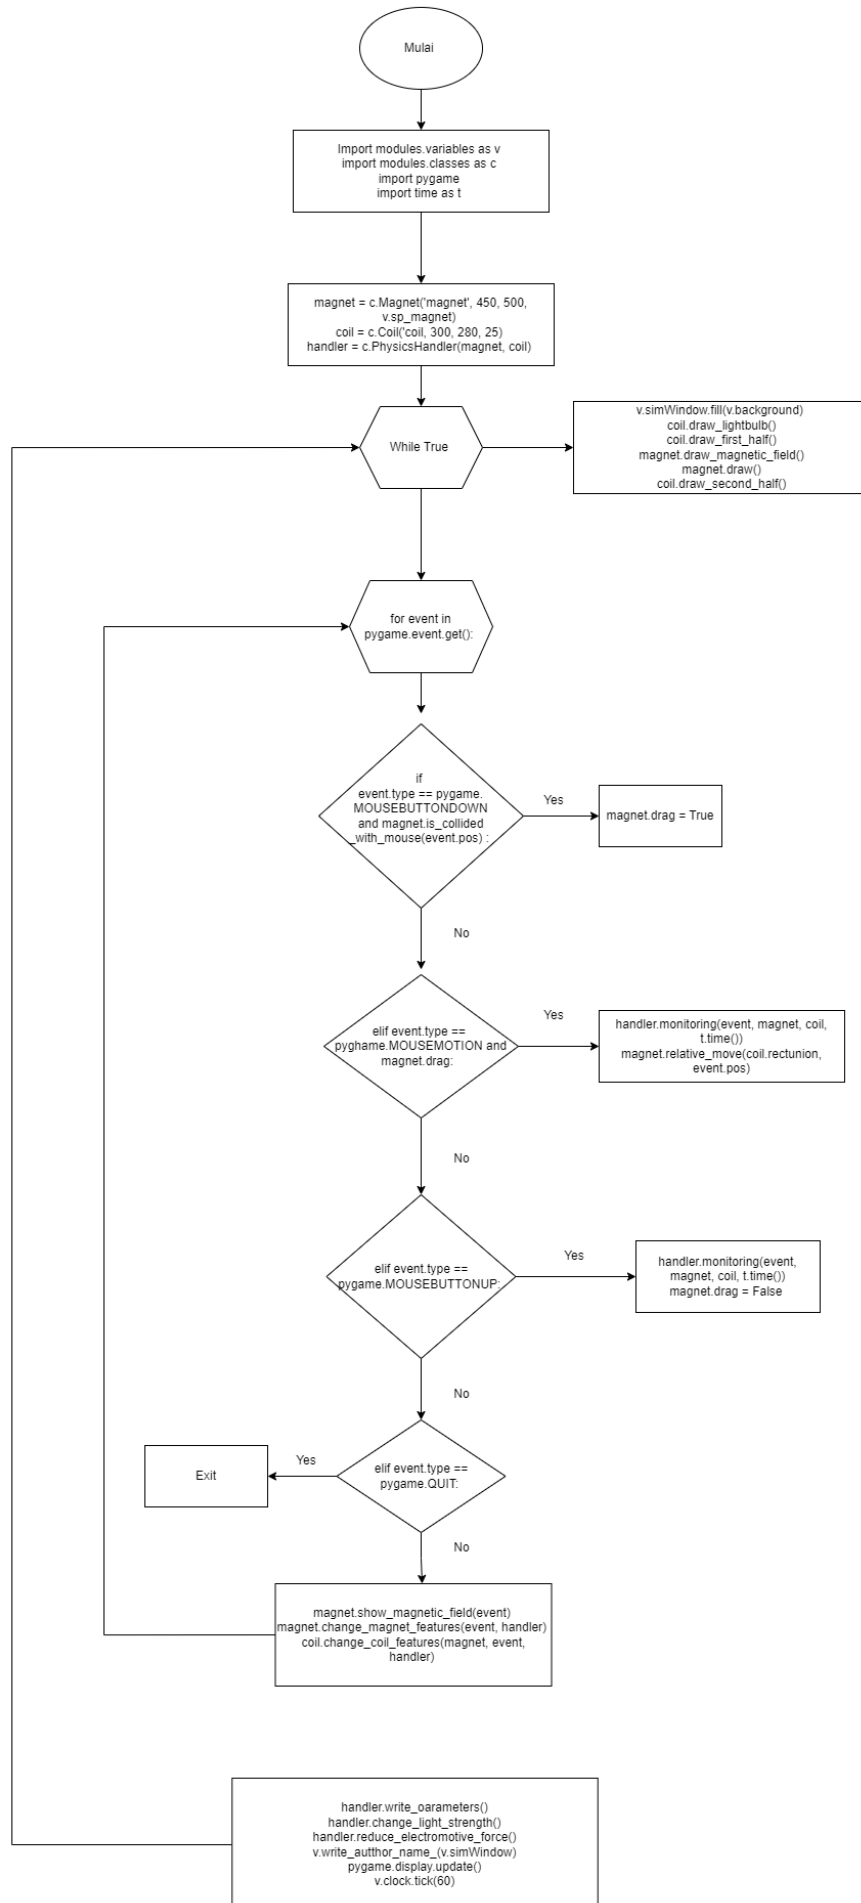 Mulai
Import modules.variables as v
import modules.classes as c
import pygame
import time as t
magnet = c.Magnet('magnet', 450, 500,
v.sp_magnet)
coil = c.Coil('coil, 300, 280, 25)
handler = c.PhysicsHandler(magnet, coil)
While True
v.simWindow.fill(v.background)
coil.draw_lightbulb()
coil.draw_first_half()
magnet.draw_magnetic_field()
magnet.draw()
coil.draw_second_half()
for event in
pygame.event.get():
if
event.type == pygame.
MOUSEBUTTONDOWN
and magnet.is_collided
_with_mouse(event.pos) :
Yes
magnet.drag = True
No
elif event.type ==
pyghame.MOUSEMOTION and
magnet.drag:
Yes
handler.monitoring(event, magnet, coil,
t.time())
magnet.relative_move(coil.rectunion,
event.pos)
No
elif event.type ==
pygame.MOUSEBUTTONUP:
Yes
handler.monitoring(event,
magnet, coil, t.time())
magnet.drag = False
No
elif event.type ==
pygame.QUIT:
Yes
Exit
No
magnet.show_magnetic_field(event)
magnet.change_magnet_features(event, handler)
coil.change_coil_features(magnet, event,
handler)
handler.write_oarameters()
handler.change_light_strength()
handler.reduce_electromotive_force()
v.write_autthor_name_(v.simWindow)
pygame.display.update()
v.clock.tick(60)